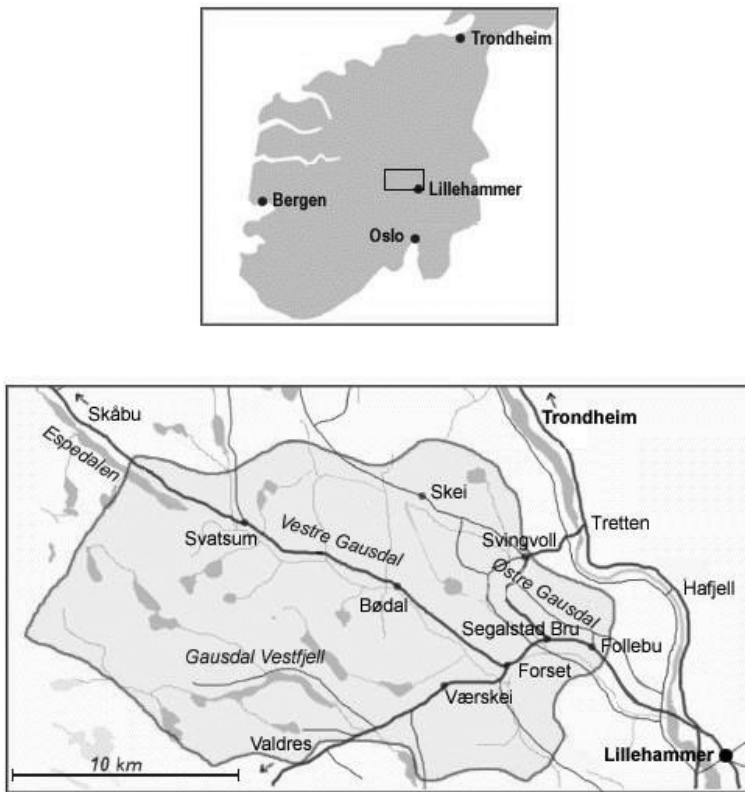 Trondheim
Lillehammer
Bergen
Oslo
Skåbu
Trondheim
Espedalen
Skei
Tretten
Svatsum
Vestre Gausdal
Svingvoll
Østre Gausdal
Hafjell
Bødal
Segalstad Bru
Follebu
Gausdal Vestfjell
Forset
Værskei
Valdres
Lillehammer
10 km